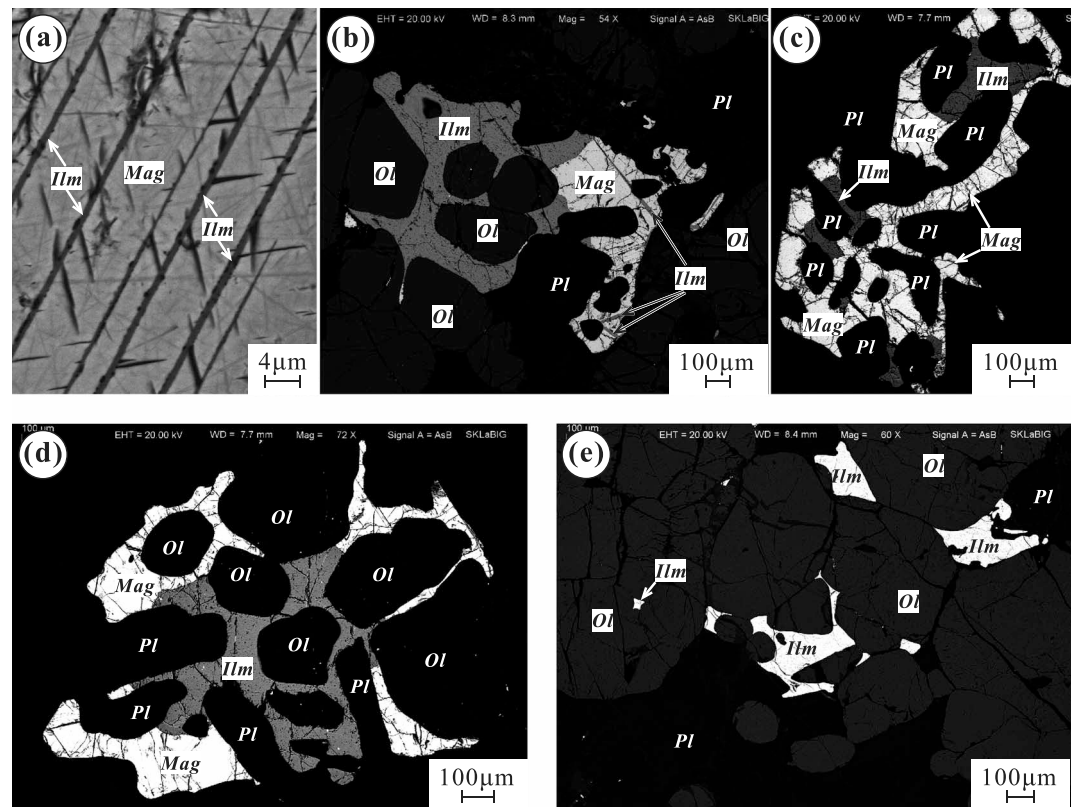 (a)
Ilm
Mag
Ilm
4μm
(b)
EHT = 20.00 kV WD = 8.3 mm Mag = 54 X Signal A = AsB SKLaBIG
Ilm
Pl
Ol
Mag
Ol
Ol
Pl
Ilm
Ol
100μm
(c)
EHT = 20.00 kV WD = 7.7 mm
Pl
Ilm
Pl
Mag
Pl
Ilm
Pl
Pl
Mag
Pl
Pl
Mag
Pl
100μm
(d)
100 μm
EHT = 20.00 kV WD = 7.7 mm Mag = 72 X Signal A = AsB SKLaBIG
Ol
Ol
Mag
Ol
Ol
Pl
Ol
Ol
Ilm
Pl
Pl
Pl
Mag
100μm
(e)
100 μm
EHT = 20.00 kV WD = 8.4 mm Mag = 60 X Signal A = AsB SKLaBIG
Ilm
Ol
Pl
Ilm
Ilm
Ol
Ol
Ilm
Pl
100μm